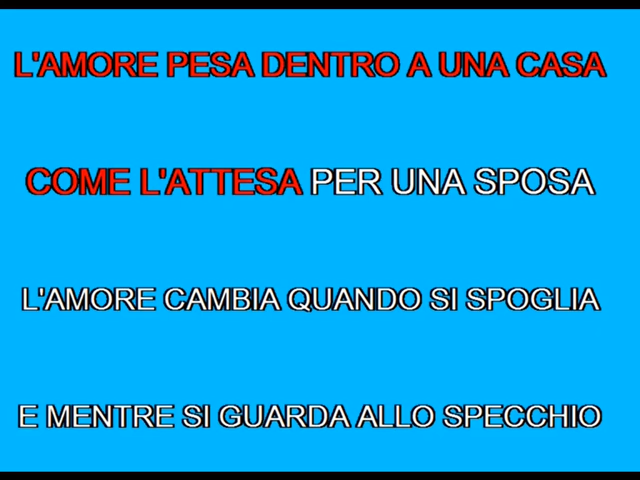 L'AMORE PESA DENTRO A UNA CASA
COME L'ATTESA PER UNA SPOSA
L'AMORE CAMBIA QUANDO SI SPOGLIA
E MENTRE SI GUARDA ALLO SPECCHIO